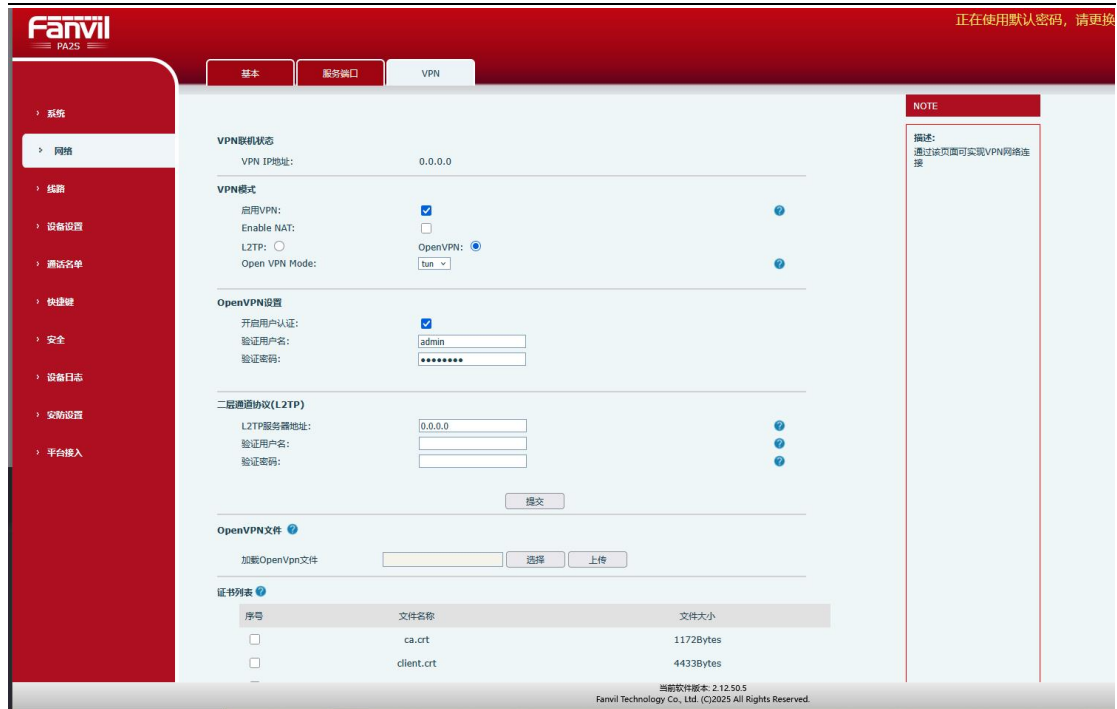 正在使用默认密码，请更换
Fanvil
PA2S
基本 服务端口 VPN
› 系统
› 网络
› 线路
› 设备设置
› 通话名单
› 快捷键
› 安全
› 设备日志
› 安防设置
› 平台接入
VPN联机状态
VPN IP地址: 0.0.0.0
VPN模式
启用VPN:
Enable NAT:
L2TP: OpenVPN:
Open VPN Mode: tun
OpenVPN设置
开启用户认证:
验证用户名: admin
验证密码: ••••••••
二层通道协议(L2TP)
L2TP服务器地址: 0.0.0.0
验证用户名:
验证密码:
提交
OpenVPN文件
加载OpenVpn文件 选择 上传
证书列表
序号 文件名称 文件大小
ca.crt 1172Bytes
client.crt 4433Bytes
NOTE
描述:
通过该页面可实现VPN网络连
接
当前软件版本: 2.12.50.5
Fanvil Technology Co., Ltd. (C)2025 All Rights Reserved.